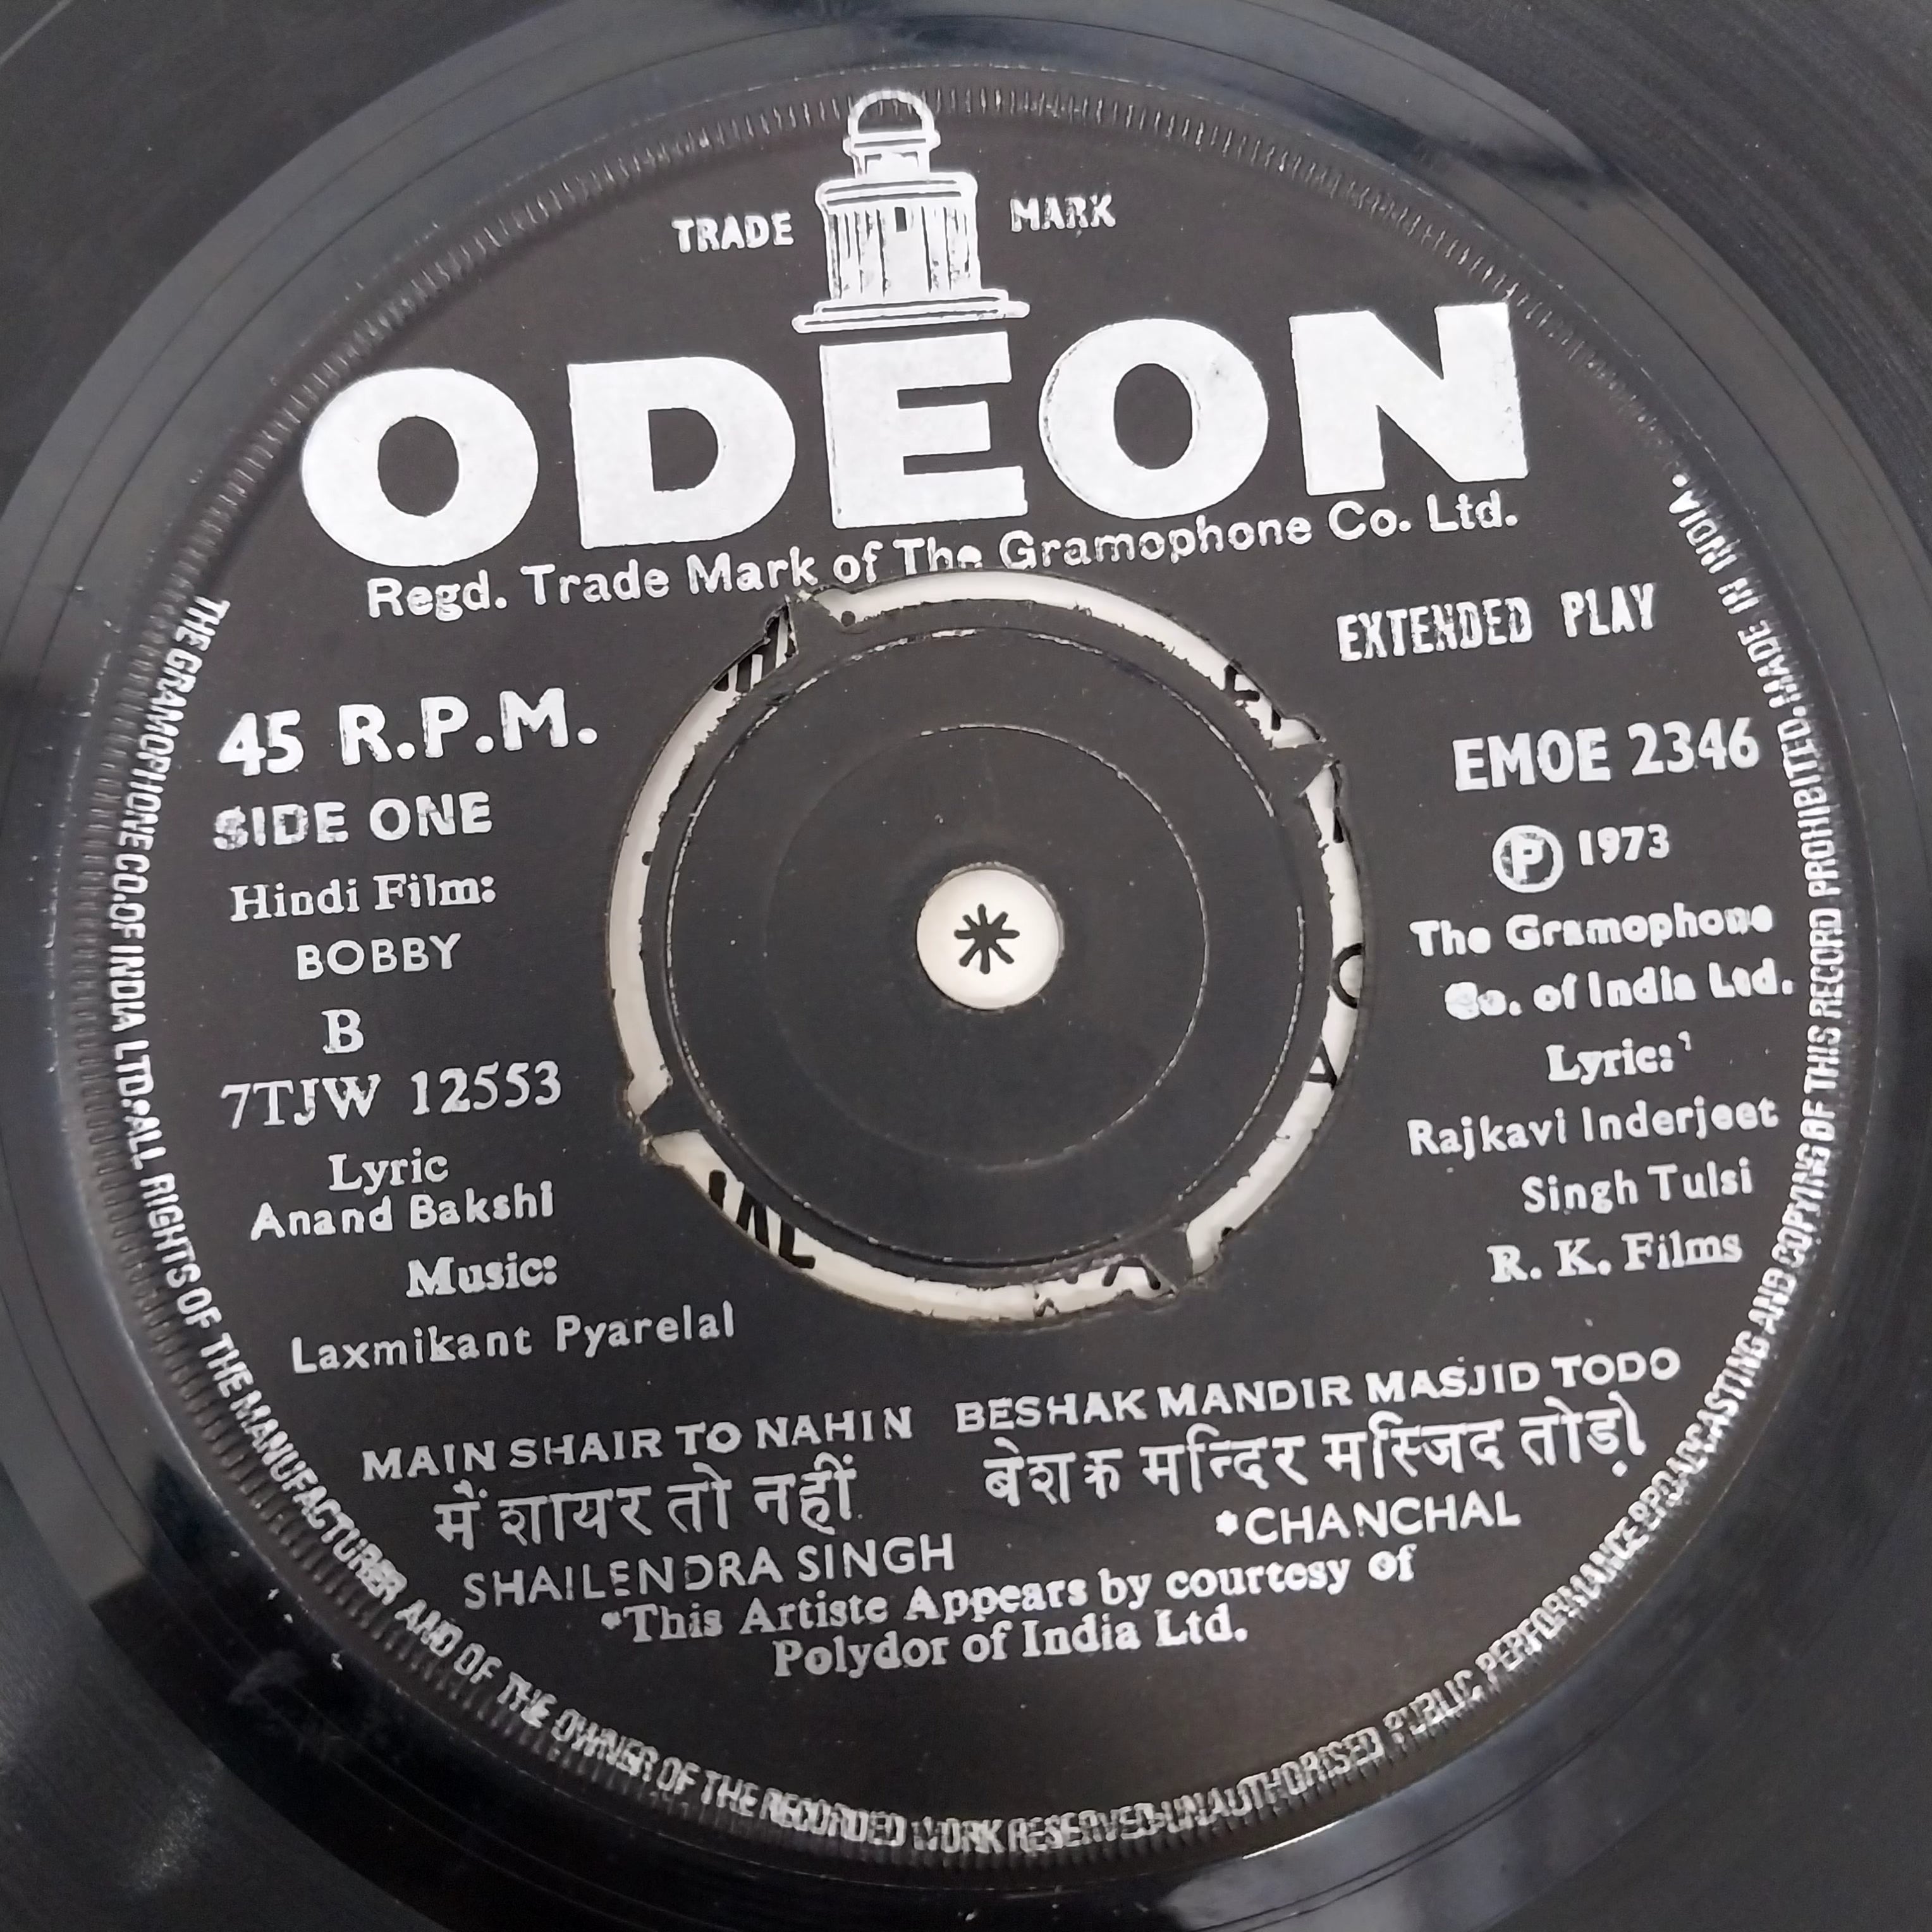 TRADE MARK
ODEON
Regd. Trade Mark of The Gramophone Co. Ltd.
EXTENDED PLAY
45 R.P.M.
SIDE ONE
Hindi Film:
BOBBY
B
7TJW 12553
Lyric
Anand Bakshi
Music:
Laxmikant Pyarelal
EMOE 2346
Ⓟ 1973
The Gramophone
Co. of India Ltd.
Lyric:
Rajkavi Inderjeet
Singh Tulsi
R. K. Films
MAIN SHAIR TO NAHIN
मैं शायर तो नहीं
SHAILENDRA SINGH
BESHAK MANDIR MASJID TODO
बेशक मन्दिर मस्जिद तोड़ो
*CHANCHAL
*This Artiste Appears by courtesy of
Polydor of India Ltd.
THE GRAMOPHONE CO. OF INDIA LTD. ALL RIGHTS OF THE MANUFACTURER AND OF THE OWNER OF THE RECORDED WORK RESERVED. UNAUTHORISED PUBLIC PERFORMANCE BROADCASTING AND COPYING OF THIS RECORD PROHIBITED. MADE IN INDIA.